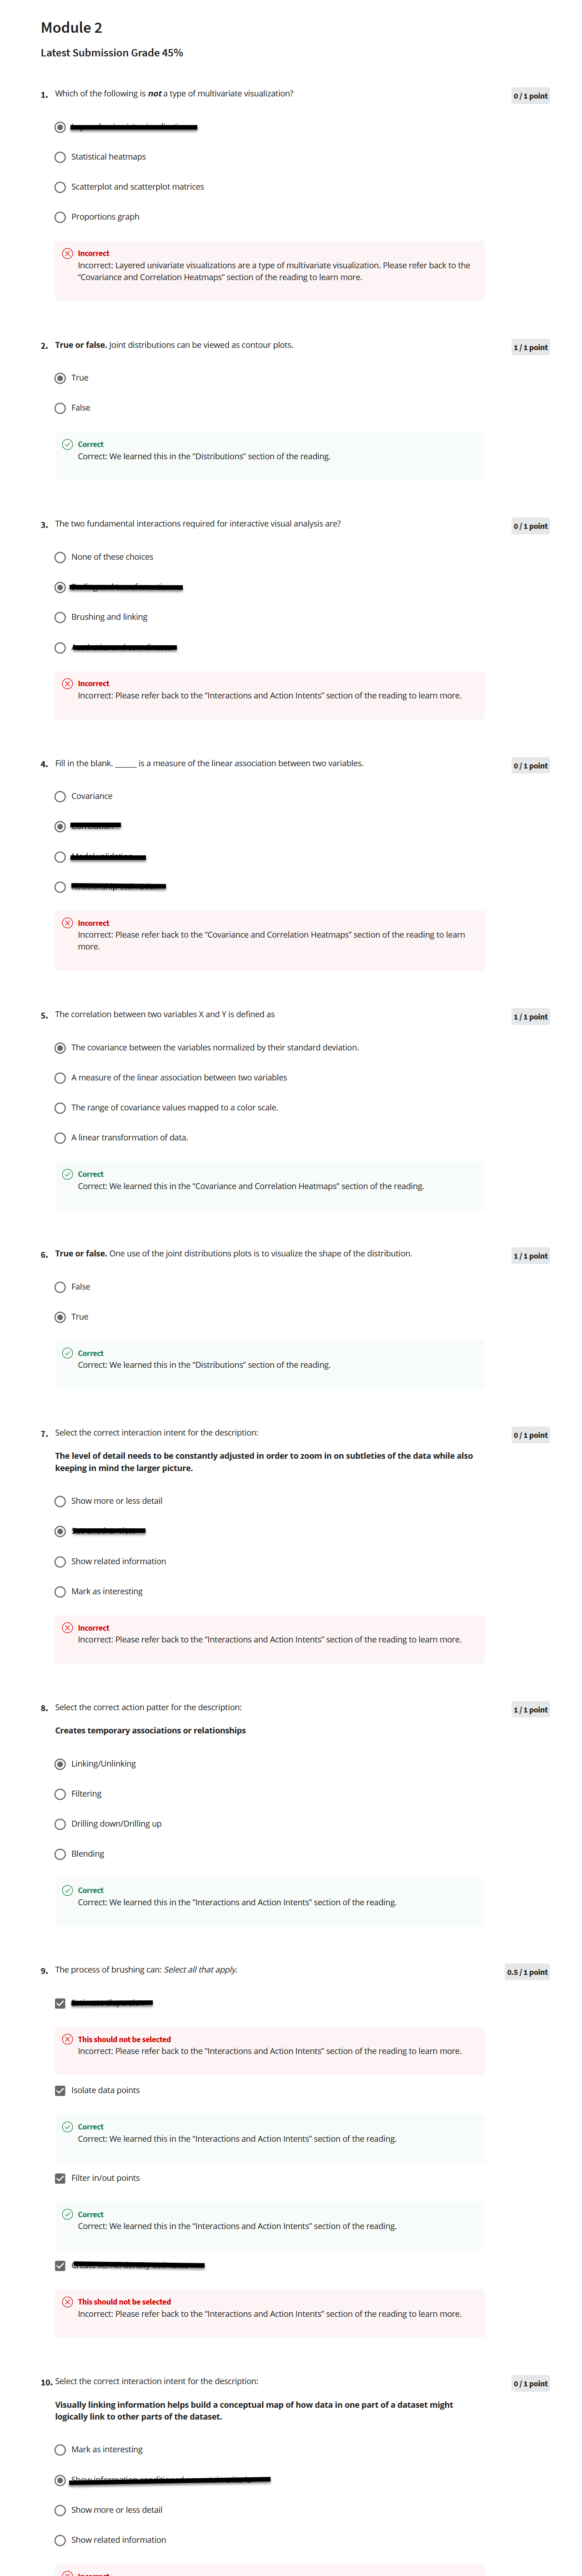 Module 2
Latest Submission Grade 45%
1. Which of the following is not a type of multivariate visualization?
0 / 1 point
Statistical heatmaps
Scatterplot and scatterplot matrices
Proportions graph
Incorrect
Incorrect: Layered univariate visualizations are a type of multivariate visualization. Please refer back to the
“Covariance and Correlation Heatmaps” section of the reading to learn more.
2. True or false. Joint distributions can be viewed as contour plots.
1 / 1 point
True
False
Correct
Correct: We learned this in the “Distributions” section of the reading.
3. The two fundamental interactions required for interactive visual analysis are?
0 / 1 point
None of these choices
Brushing and linking
Incorrect
Incorrect: Please refer back to the “Interactions and Action Intents” section of the reading to learn more.
4. Fill in the blank. ______ is a measure of the linear association between two variables.
0 / 1 point
Covariance
Incorrect
Incorrect: Please refer back to the “Covariance and Correlation Heatmaps” section of the reading to learn
more.
5. The correlation between two variables X and Y is defined as
1 / 1 point
The covariance between the variables normalized by their standard deviation.
A measure of the linear association between two variables
The range of covariance values mapped to a color scale.
A linear transformation of data.
Correct
Correct: We learned this in the “Covariance and Correlation Heatmaps” section of the reading.
6. True or false. One use of the joint distributions plots is to visualize the shape of the distribution.
1 / 1 point
False
True
Correct
Correct: We learned this in the “Distributions” section of the reading.
7. Select the correct interaction intent for the description:
0 / 1 point
The level of detail needs to be constantly adjusted in order to zoom in on subtleties of the data while also
keeping in mind the larger picture.
Show more or less detail
Show related information
Mark as interesting
Incorrect
Incorrect: Please refer back to the “Interactions and Action Intents” section of the reading to learn more.
8. Select the correct action patter for the description:
1 / 1 point
Creates temporary associations or relationships
Linking/Unlinking
Filtering
Drilling down/Drilling up
Blending
Correct
Correct: We learned this in the “Interactions and Action Intents” section of the reading.
9. The process of brushing can: Select all that apply.
0.5 / 1 point
This should not be selected
Incorrect: Please refer back to the “Interactions and Action Intents” section of the reading to learn more.
Isolate data points
Correct
Correct: We learned this in the “Interactions and Action Intents” section of the reading.
Filter in/out points
Correct
Correct: We learned this in the “Interactions and Action Intents” section of the reading.
This should not be selected
Incorrect: Please refer back to the “Interactions and Action Intents” section of the reading to learn more.
10. Select the correct interaction intent for the description:
0 / 1 point
Visually linking information helps build a conceptual map of how data in one part of a dataset might
logically link to other parts of the dataset.
Mark as interesting
Show more or less detail
Show related information